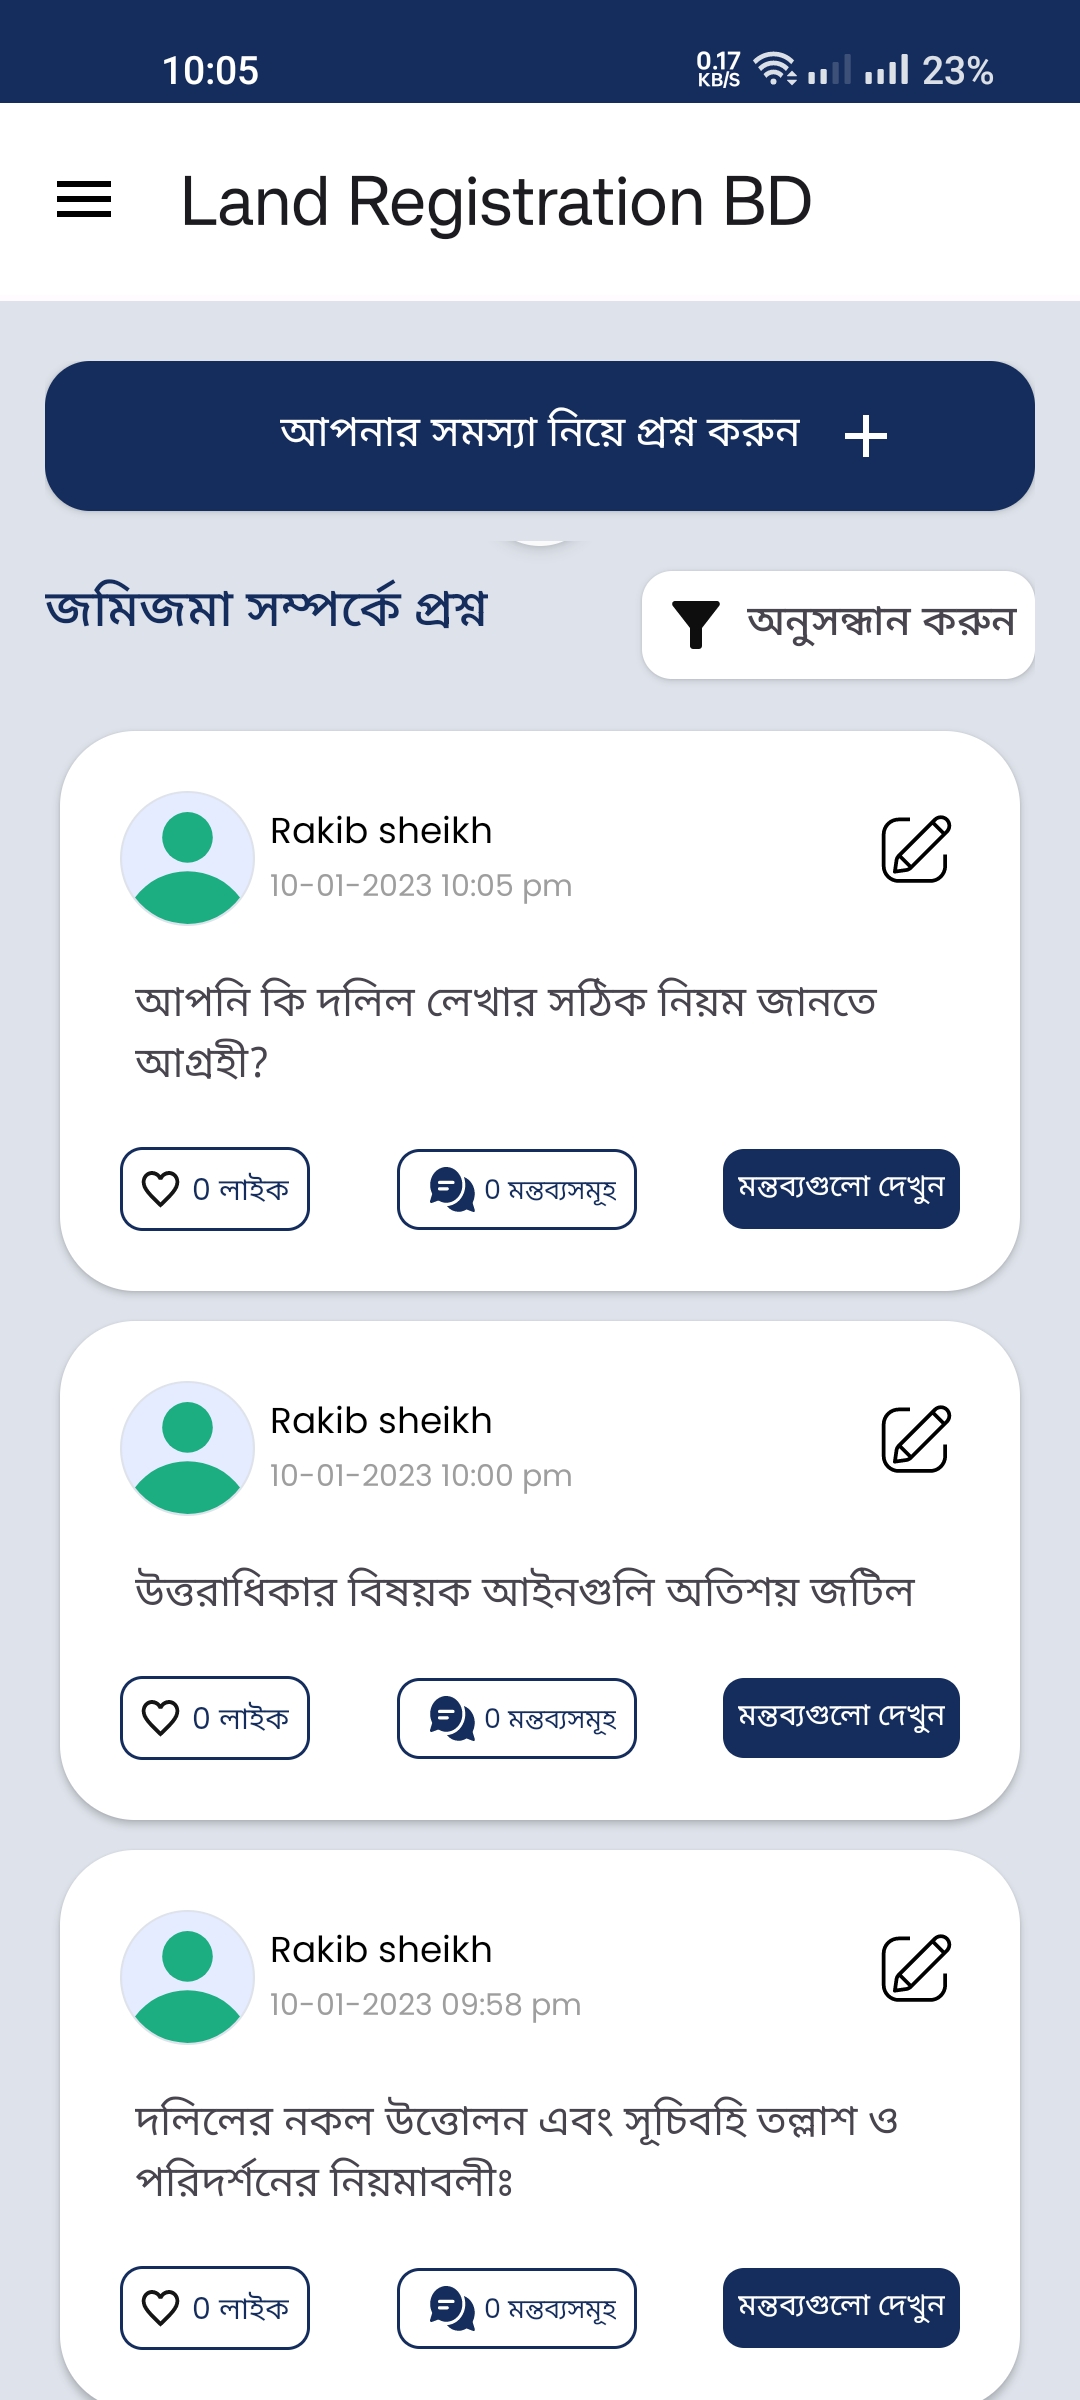 10:05
0.17 KB/S
23%
Land Registration BD
আপনার সমস্যা নিয়ে প্রশ্ন করুন +
জমিজমা সম্পর্কে প্রশ্ন
অনুসন্ধান করুন
Rakib sheikh
10-01-2023 10:05 pm
আপনি কি দলিল লেখার সঠিক নিয়ম জানতে
আগ্রহী?
0 লাইক
0 মন্তব্যসমূহ
মন্তব্যগুলো দেখুন
Rakib sheikh
10-01-2023 10:00 pm
উত্তরাধিকার বিষয়ক আইনগুলি অতিশয় জটিল
0 লাইক
0 মন্তব্যসমূহ
মন্তব্যগুলো দেখুন
Rakib sheikh
10-01-2023 09:58 pm
দলিলের নকল উত্তোলন এবং সূচিবহি তল্লাশ ও
পরিদর্শনের নিয়মাবলীঃ
0 লাইক
0 মন্তব্যসমূহ
মন্তব্যগুলো দেখুন